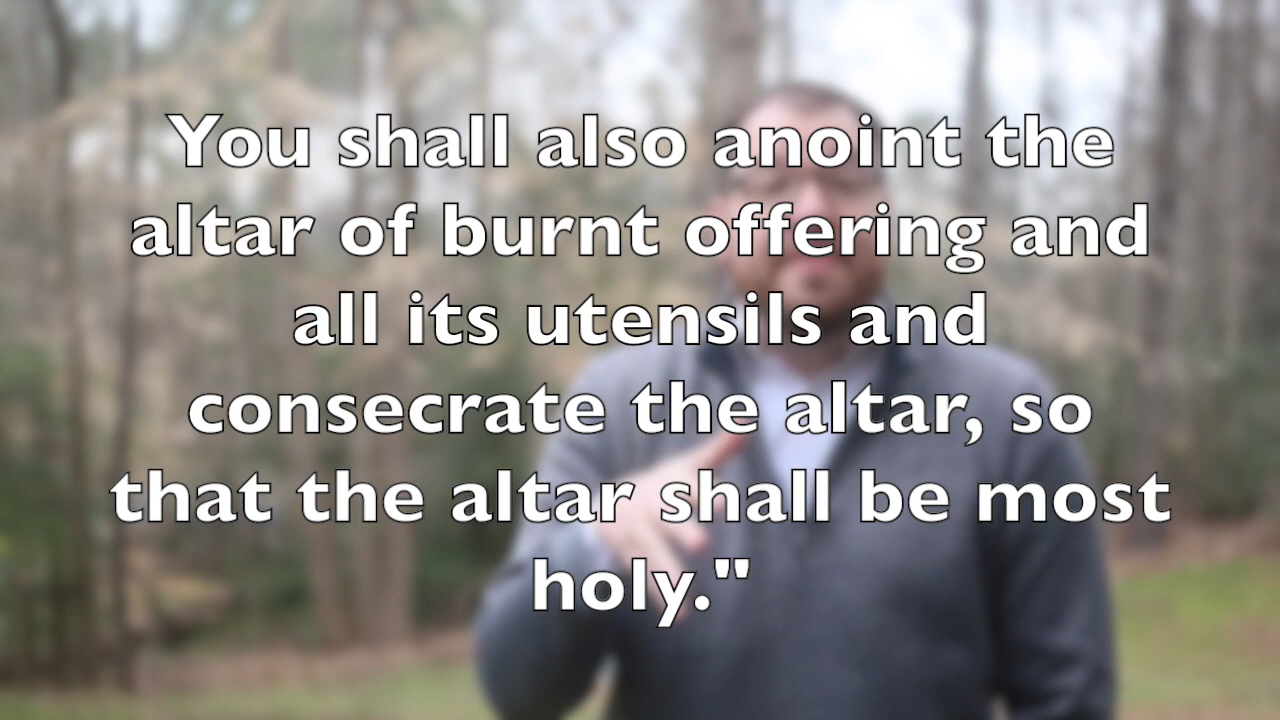 You shall also anoint the
altar of burnt offering and
all its utensils and
consecrate the altar, so
that the altar shall be most
holy."